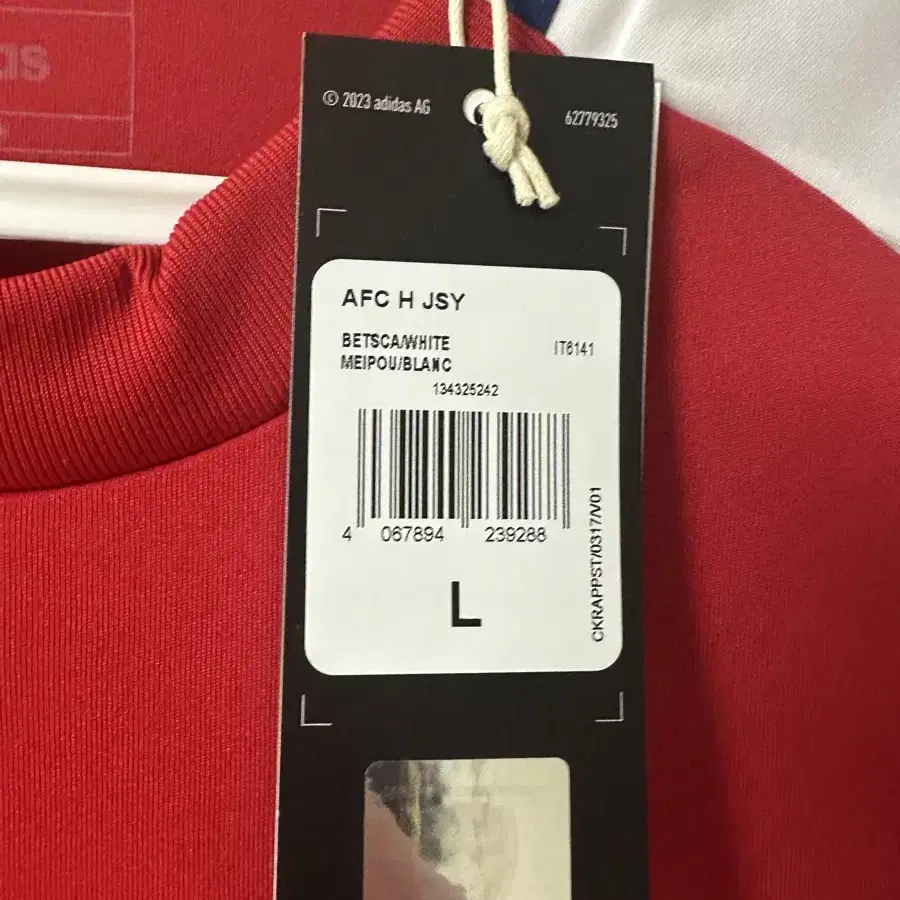 © 2023 adidas AG
62779325
AFC H JSY
BETSCA/WHITE
IT6141
MEIPOU/BLANC
134325242
4 067894 239288
L
CKRAPPST/0317/V01